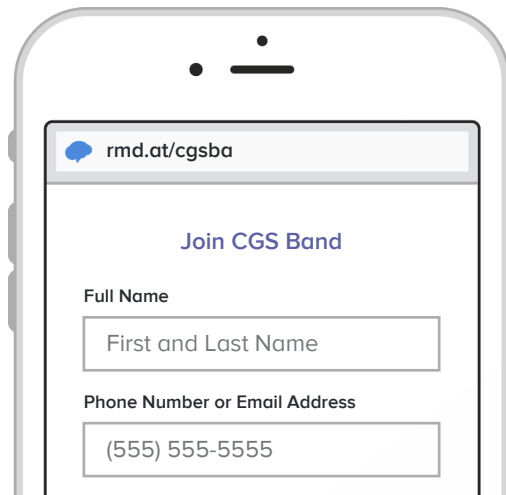 rmd.at/cgsba
Join CGS Band
Full Name
First and Last Name
Phone Number or Email Address
(555) 555-5555